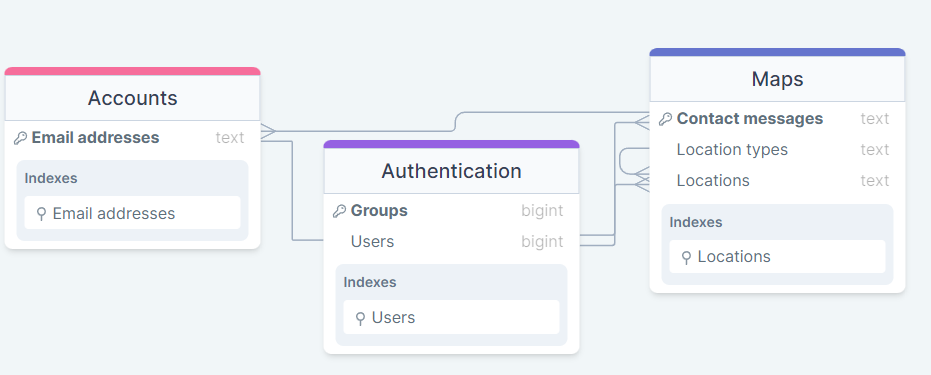 Accounts
Email addresses text
Indexes
Email addresses
Authentication
Groups bigint
Users bigint
Indexes
Users
Maps
Contact messages text
Location types text
Locations text
Indexes
Locations